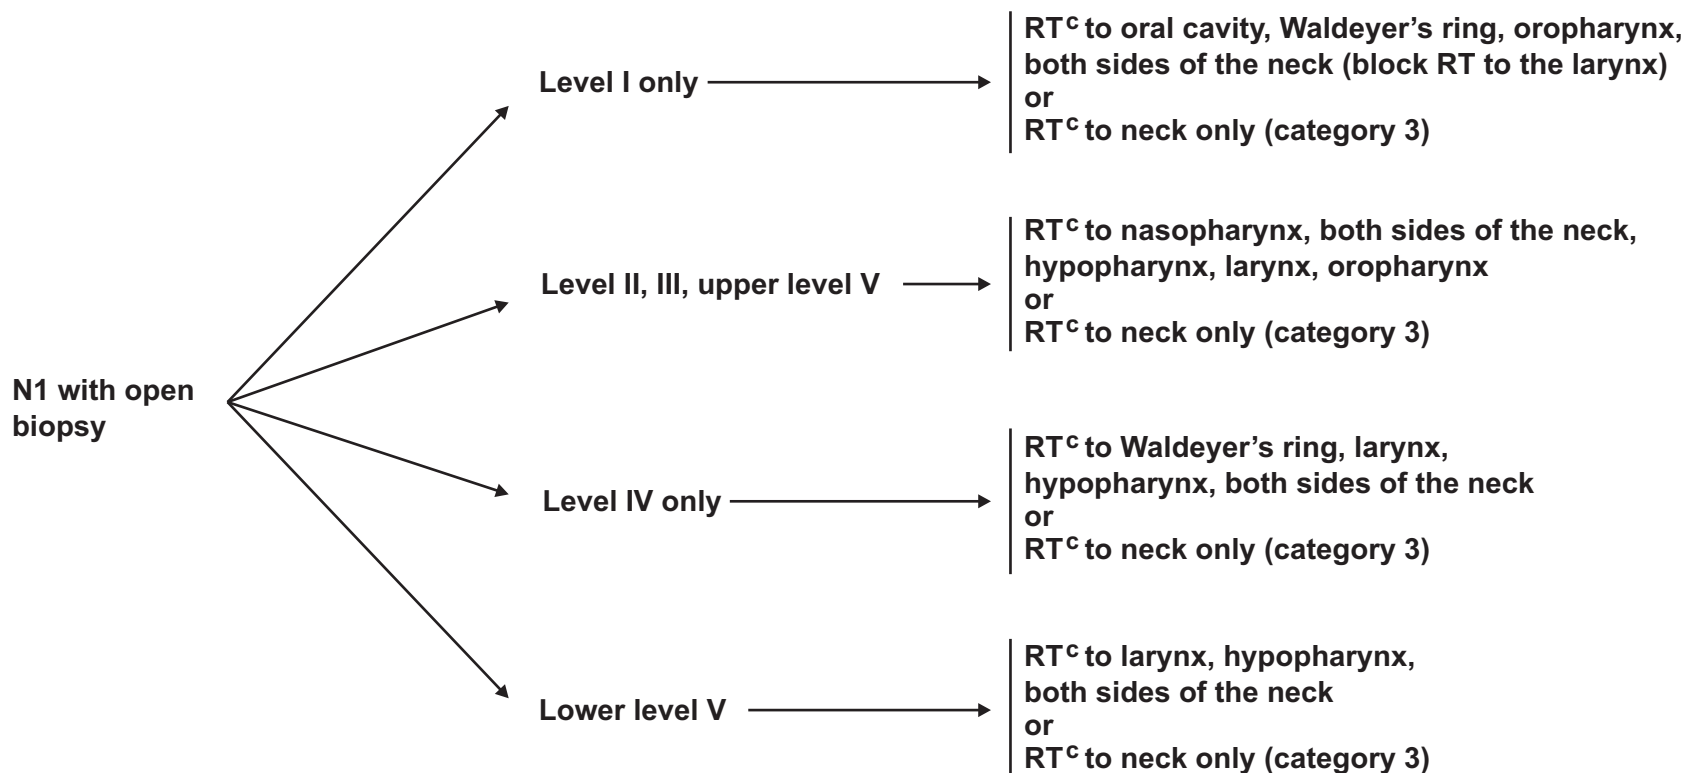 N1 with open
biopsy
Level I only
RTᶜ to oral cavity, Waldeyer’s ring, oropharynx,
both sides of the neck (block RT to the larynx)
or
RTᶜ to neck only (category 3)
Level II, III, upper level V
RTᶜ to nasopharynx, both sides of the neck,
hypopharynx, larynx, oropharynx
or
RTᶜ to neck only (category 3)
Level IV only
RTᶜ to Waldeyer’s ring, larynx,
hypopharynx, both sides of the neck
or
RTᶜ to neck only (category 3)
Lower level V
RTᶜ to larynx, hypopharynx,
both sides of the neck
or
RTᶜ to neck only (category 3)